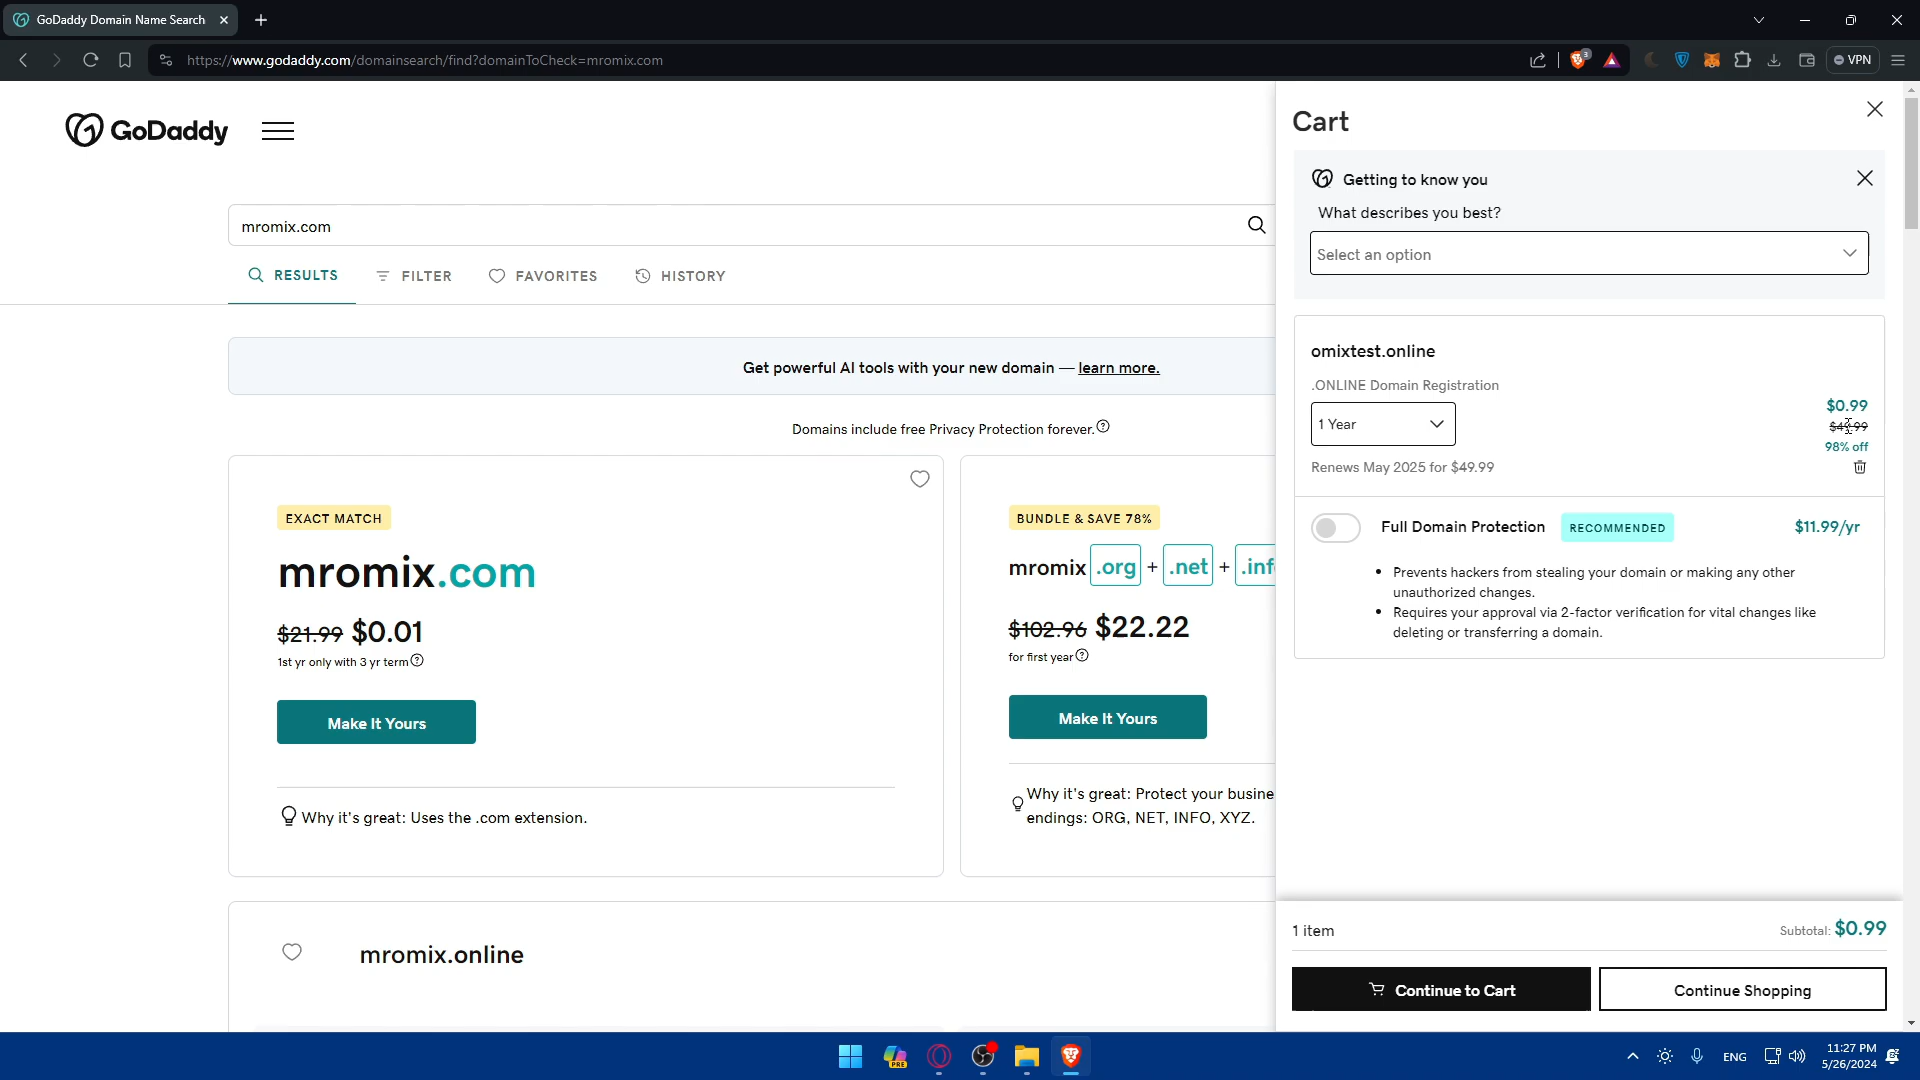 GoDaddy Domain Name Search
https://www.godaddy.com/domainsearch/find?domainToCheck=mromix.com
3
VPN
GoDaddy
mromix.com
RESULTS
FILTER
FAVORITES
HISTORY
Get powerful AI tools with your new domain — learn more.
Domains include free Privacy Protection forever.
EXACT MATCH
mromix.com
$21.99 $0.01
1st yr only with 3 yr term
Make It Yours
Why it's great: Uses the .com extension.
BUNDLE & SAVE 78%
mromix .org + .net +
$102.96 $22.22
for first year
Make It Yours
Why it's great: Protect your
endings: ORG, NET, INFO, XYZ.
mromix.online
Cart
Getting to know you
What describes you best?
Select an option
omixtest.online
.ONLINE Domain Registration
1 Year
$0.99
$49.99
98% off
Renews May 2025 for $49.99
Full Domain Protection
RECOMMENDED
$11.99/yr
• Prevents hackers from stealing your domain or making any other
unauthorized changes.
• Requires your approval via 2-factor verification for vital changes like
deleting or transferring a domain.
1 item
Subtotal: $0.99
Continue to Cart
Continue Shopping
PRE
ENG
11:27 PM
5/26/2024